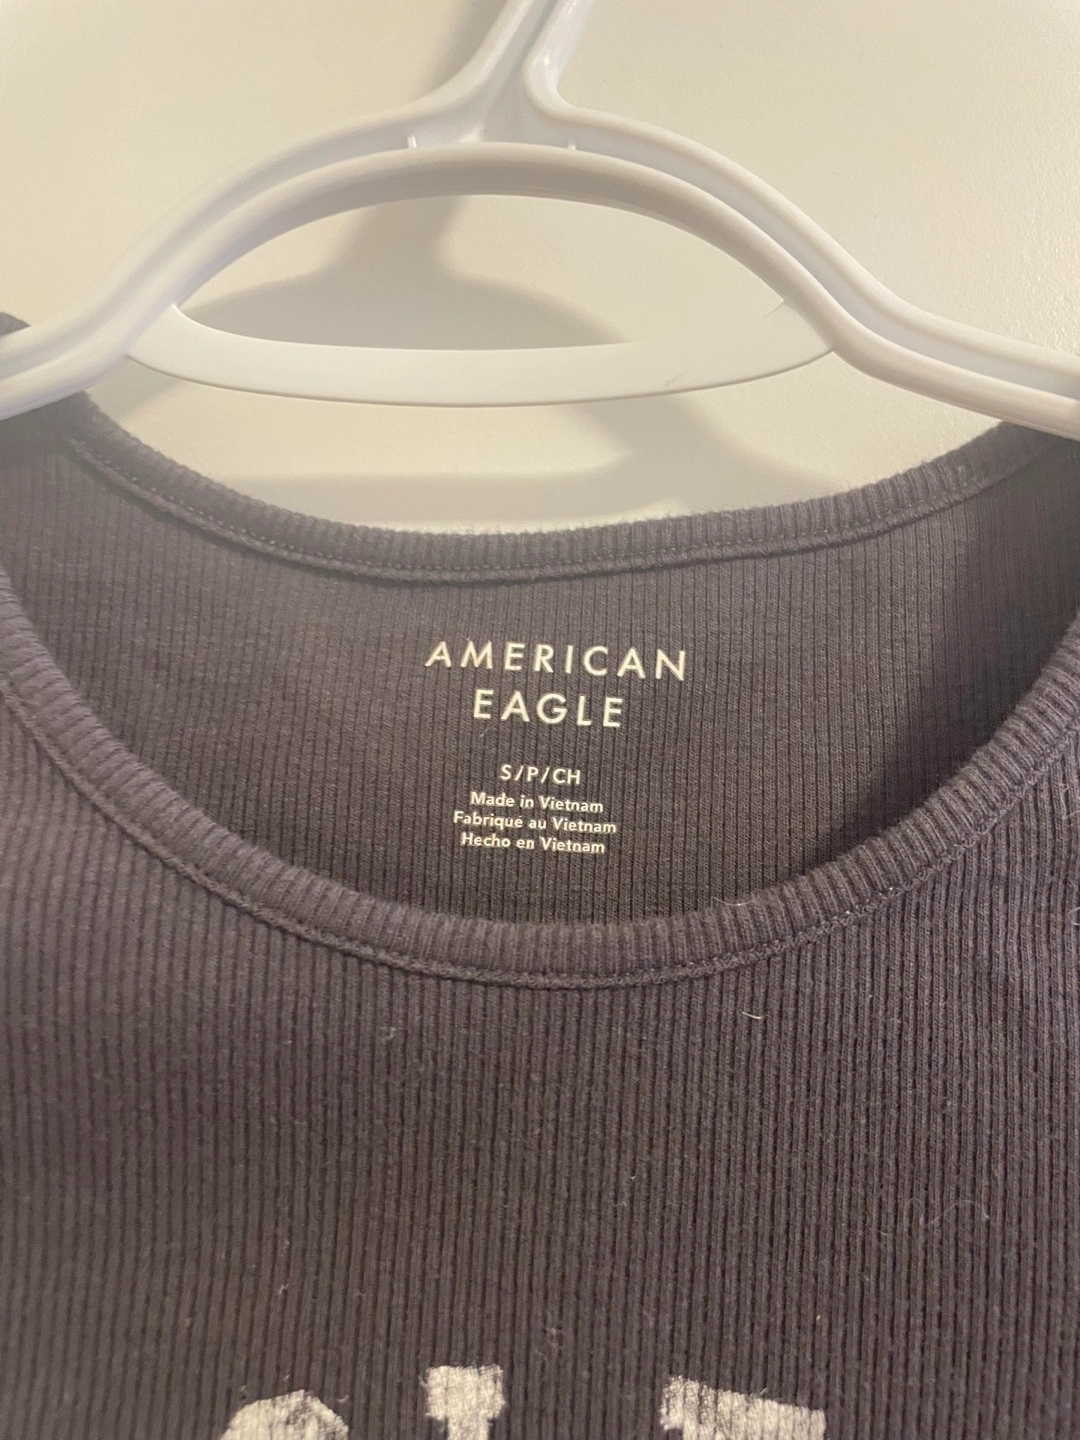 AMERICAN
EAGLE
S/P/CH
Made in Vietnam
Fabriqué au Vietnam
Hecho en Vietnam